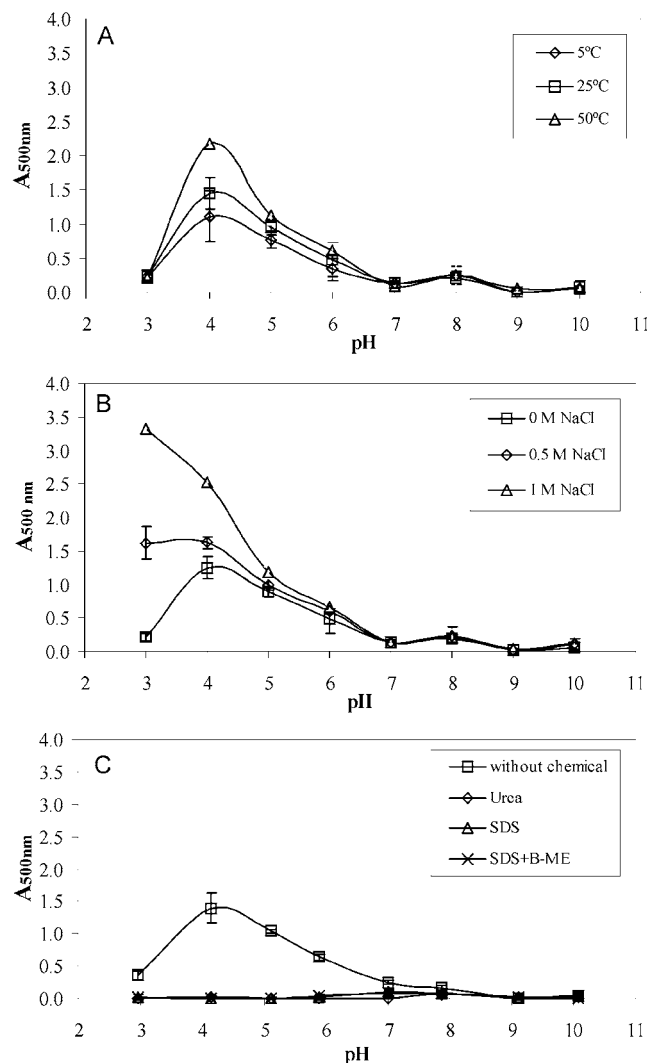 A
4.0
3.5
3.0
2.5
2.0
1.5
1.0
0.5
0.0
A500nm
5ºC
25ºC
50ºC
2 3 4 5 6 7 8 9 10 11
pH
B
4.0
3.5
3.0
2.5
2.0
1.5
1.0
0.5
0.0
A500 nm
0 M NaCl
0.5 M NaCl
1 M NaCl
2 3 4 5 6 7 8 9 10 11
pH
C
4.0
3.5
3.0
2.5
2.0
1.5
1.0
0.5
0.0
A500nm
without chemical
Urea
SDS
SDS+B-ME
2 3 4 5 6 7 8 9 10 11
pH